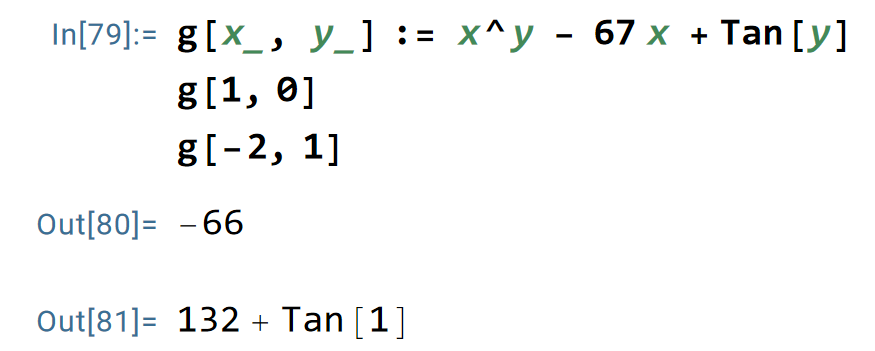 In[79]:= g[x_, y_] := x^y - 67 x + Tan[y]
g[1, 0]
g[-2, 1]
Out[80]= -66
Out[81]= 132 + Tan[1]